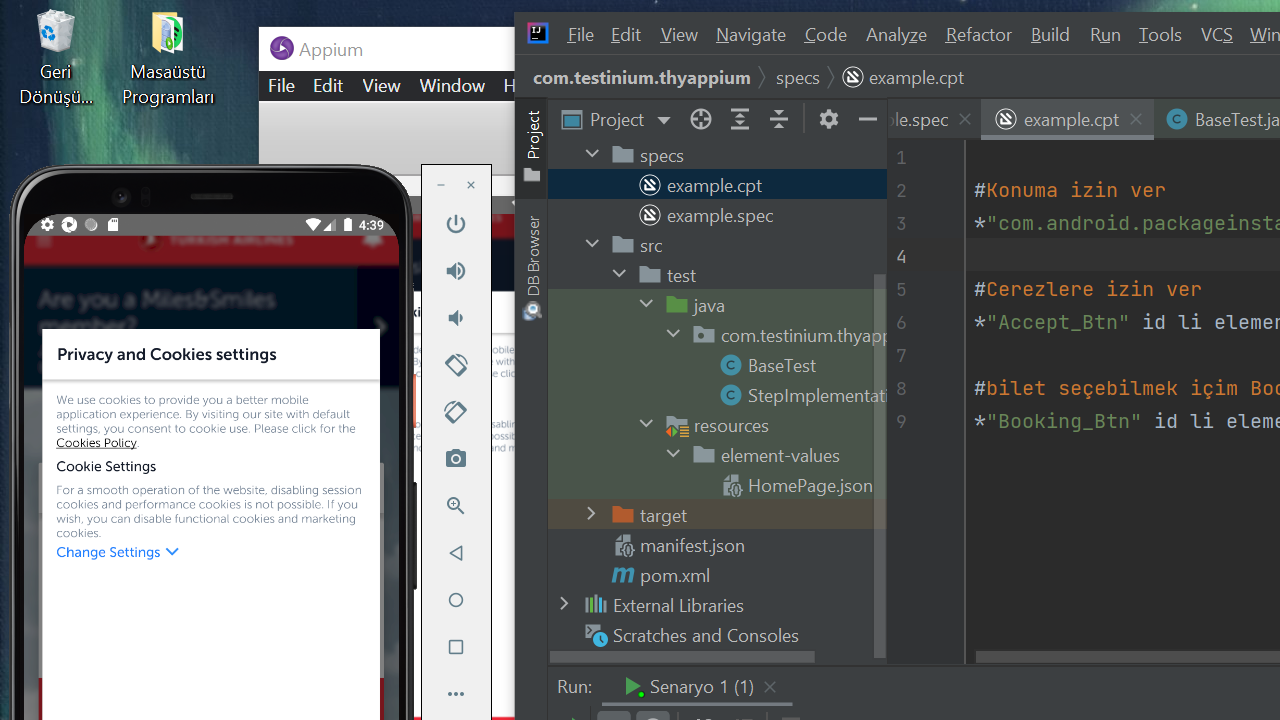 Geri
Dönüşü...
Masaüstü
Programları
Appium
File Edit View Window H
4:39
TURKISH AIRLINES
Are you a Miles&Smiles
member?
Privacy and Cookies settings
We use cookies to provide you a better mobile
application experience. By visiting our site with default
settings, you consent to cookie use. Please click for the
Cookies Policy.
Cookie Settings
For a smooth operation of the website, disabling session
cookies and performance cookies is not possible. If you
wish, you can disable functional cookies and marketing
cookies.
Change Settings
File Edit View Navigate Code Analyze Refactor Build Run Tools VCS Win
com.testinium.thyappium specs example.cpt
Project
DB Browser
Project
specs
example.cpt
example.spec
src
test
java
com.testinium.thyapp
BaseTest
StepImplementati
resources
element-values
HomePage.json
target
manifest.json
pom.xml
External Libraries
Scratches and Consoles
le.spec example.cpt BaseTest.ja
1
2 #Konuma izin ver
3 *"com.android.packageinsta
4
5 #Cerezlere izin ver
6 *"Accept_Btn" id li elemen
7
8 #bilet seçebilmek içim Boo
9 *"Booking_Btn" id li eleme
Run: Senaryo 1 (1)